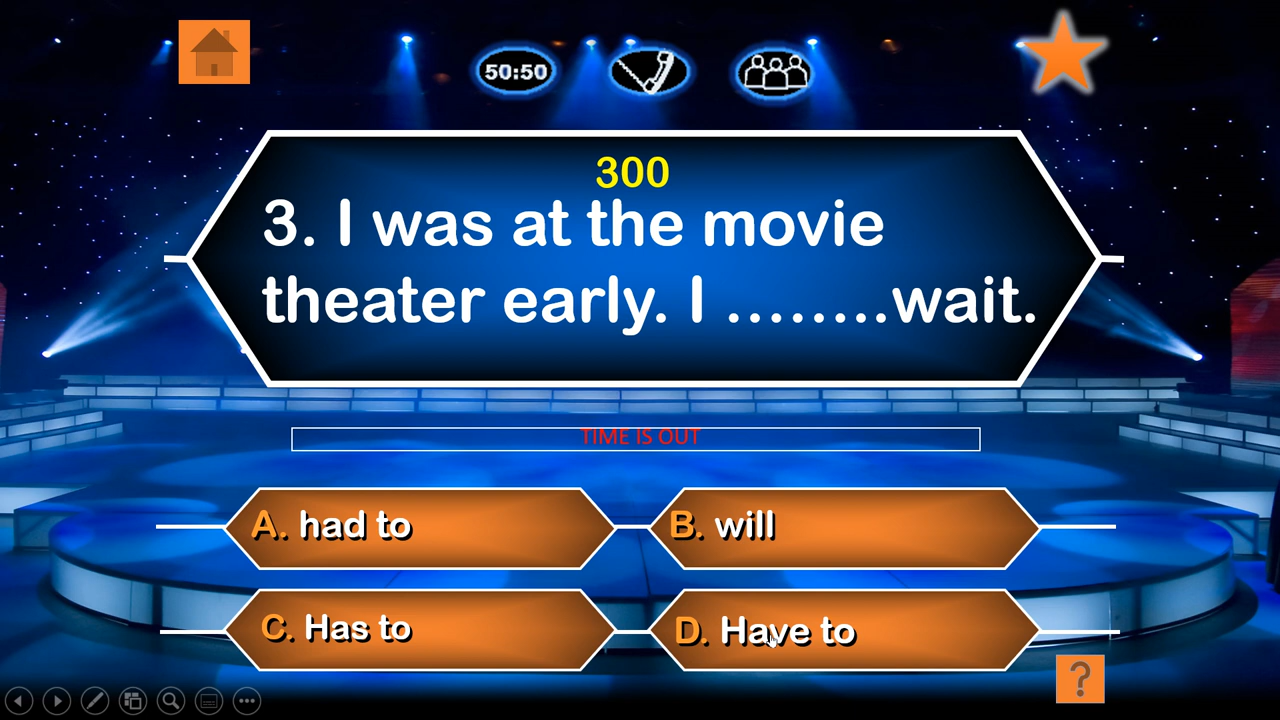 50:50
300
3. I was at the movie
theater early. I ........wait.
TIME IS OUT
A. had to
B. will
C. Has to
D. Have to
?